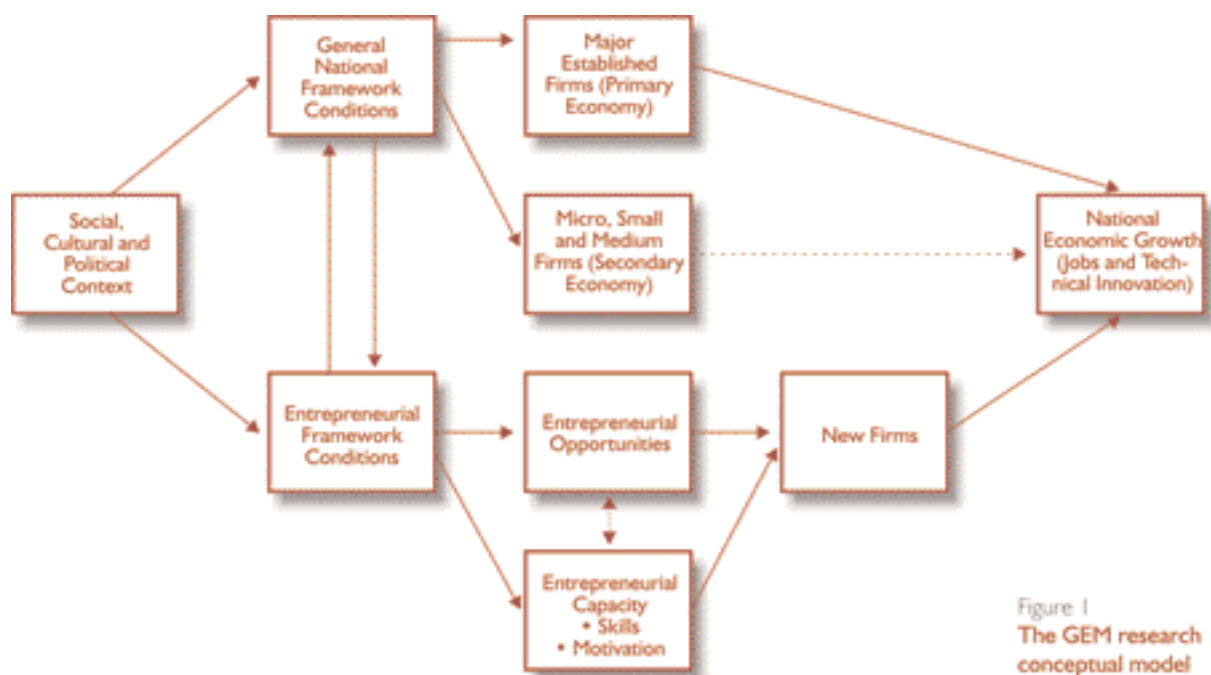 General
National
Framework
Conditions
Major
Established
Firms (Primary
Economy)
Social,
Cultural and
Political
Context
Micro, Small
and Medium
Firms (Secondary
Economy)
National
Economic Growth
(Jobs and Tech-
nical Innovation)
Entrepreneurial
Framework
Conditions
Entrepreneurial
Opportunities
New Firms
Entrepreneurial
Capacity
• Skills
• Motivation
Figure 1
The GEM research
conceptual model